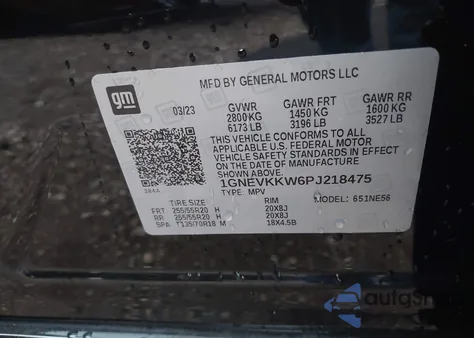 MFD BY GENERAL MOTORS LLC
gm
03/23
GVWR GAWR FRT GAWR RR
2800 KG 1450 KG 1600 KG
6173 LB 3196 LB 3527 LB
THIS VEHICLE CONFORMS TO ALL
APPLICABLE U.S. FEDERAL MOTOR
VEHICLE SAFETY STANDARDS IN EFFECT
ON THE DATE OF MANUFACTURE
SHOWN ABOVE.
1GNEVKKW6PJ218475
TYPE: MPV MODEL: 651NE56
384A
TIRE SIZE RIM
FRT 255/55R20 H 20X8J
RR 255/55R20 H 20X8J
SPA T135/70R18 M 18X4.5B